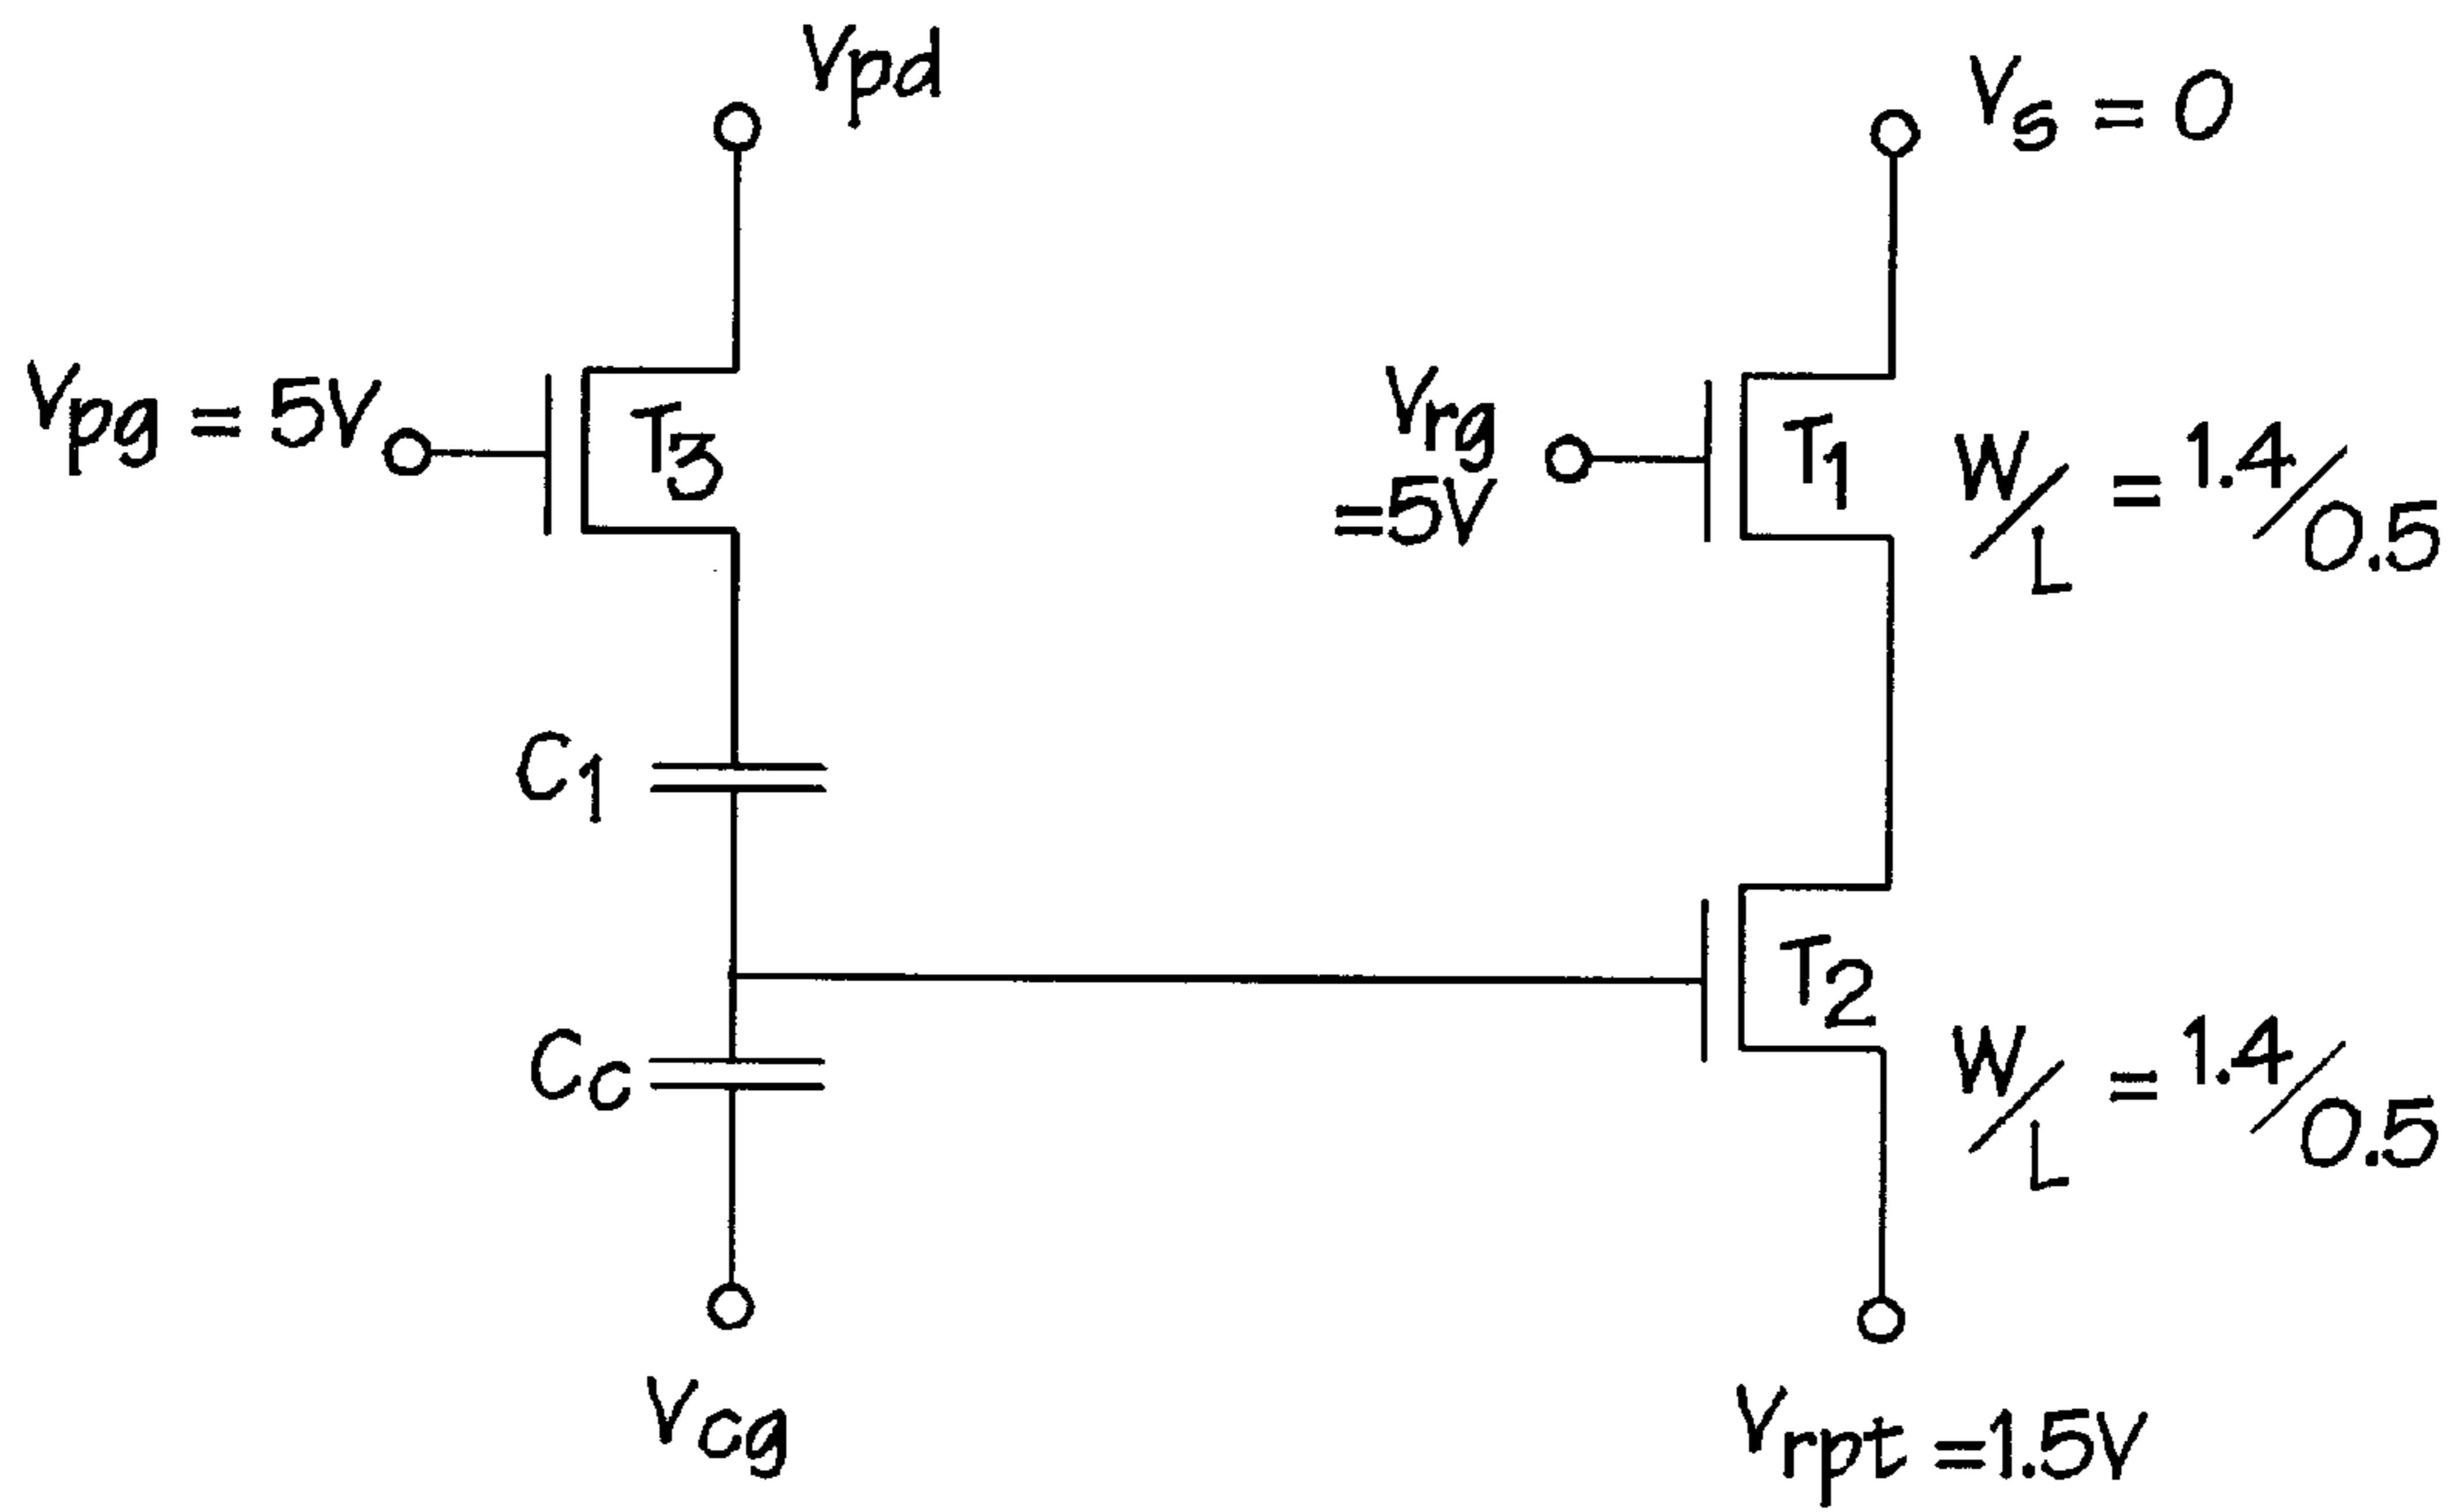 Vpd
Vs = 0
Vpg = 5V
T3
Vrg
=5V
T1
W/L = 1.4/0.5
C1
T2
Cc
W/L = 1.4/0.5
Vcg
Vrpt =1.5V